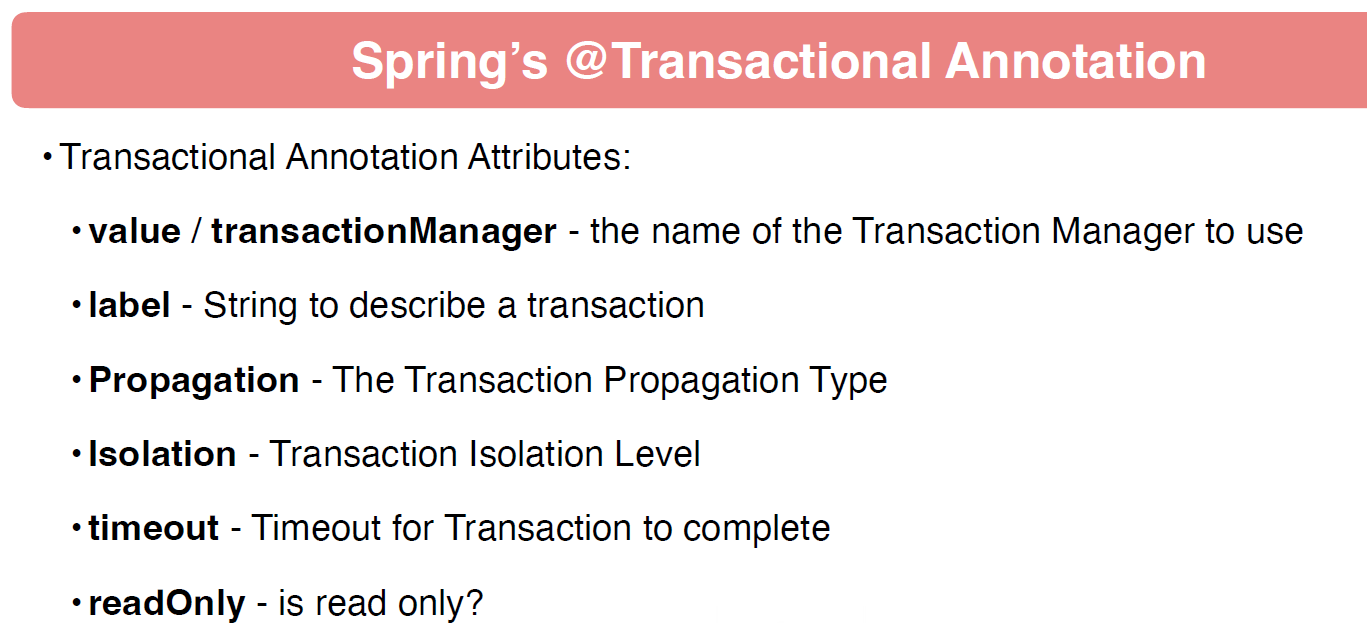 Spring’s @Transactional Annotation
• Transactional Annotation Attributes:
• value / transactionManager - the name of the Transaction Manager to use
• label - String to describe a transaction
• Propagation - The Transaction Propagation Type
• Isolation - Transaction Isolation Level
• timeout - Timeout for Transaction to complete
• readOnly - is read only?